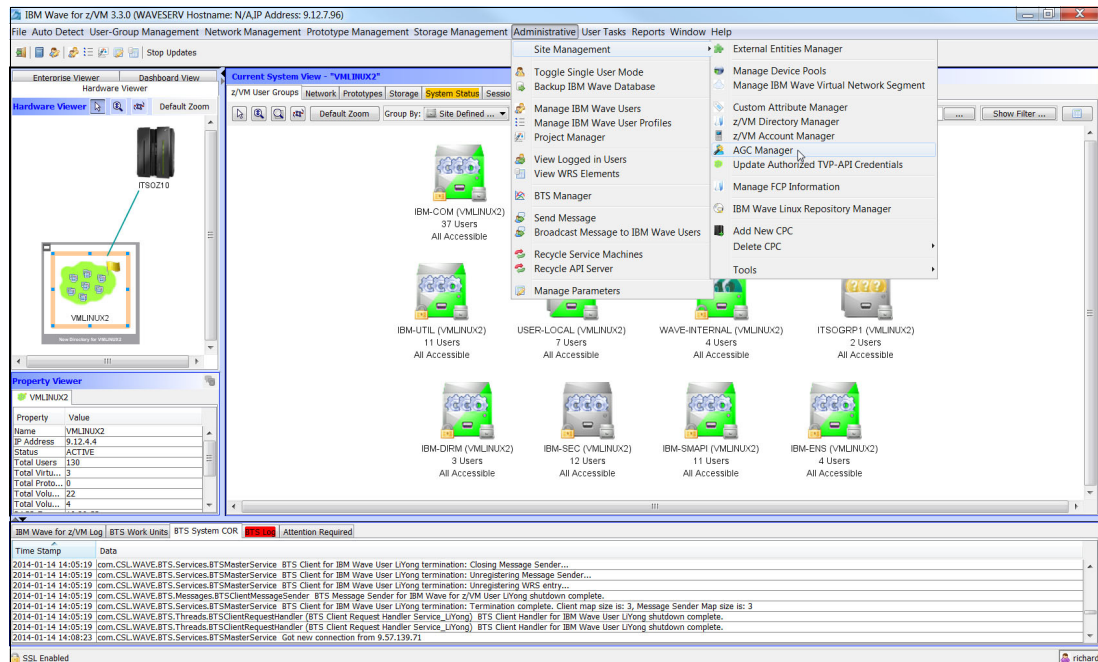 IBM Wave for z/VM 3.3.0 (WAVESERV Hostname: N/A,IP Address: 9.12.7.96)
File Auto Detect User-Group Management Network Management Prototype Management Storage Management Administrative User Tasks Reports Window Help
Stop Updates
Enterprise Viewer Dashboard View
Hardware Viewer
Hardware Viewer Default Zoom
ITSOZ10
VMLINUX2
New Directory for VMLINUX2
Property Viewer
VMLINUX2
Property Value
Name VMLINUX2
IP Address 9.12.4.4
Status ACTIVE
Total Users 130
Total Virtu... 3
Total Proto... 0
Total Volu... 22
Total Volu... 4
Current System View - "VMLINUX2"
z/VM User Groups Network Prototypes Storage System Status Sessio
Default Zoom Group By: Site Defined ... ... Show Filter ...
IBM-COM (VMLINUX2)
37 Users
All Accessible
IBM-UTIL (VMLINUX2)
11 Users
All Accessible
USER-LOCAL (VMLINUX2)
7 Users
All Accessible
WAVE-INTERNAL (VMLINUX2)
4 Users
All Accessible
ITSOGRP1 (VMLINUX2)
2 Users
All Accessible
IBM-DIRM (VMLINUX2)
3 Users
All Accessible
IBM-SEC (VMLINUX2)
12 Users
All Accessible
IBM-SMAPI (VMLINUX2)
11 Users
All Accessible
IBM-ENS (VMLINUX2)
4 Users
All Accessible
Site Management
Toggle Single User Mode
Backup IBM Wave Database
Manage IBM Wave Users
Manage IBM Wave User Profiles
Project Manager
View Logged in Users
View WRS Elements
BTS Manager
Send Message
Broadcast Message to IBM Wave Users
Recycle Service Machines
Recycle API Server
Manage Parameters
External Entities Manager
Manage Device Pools
Manage IBM Wave Virtual Network Segment
Custom Attribute Manager
z/VM Directory Manager
z/VM Account Manager
AGC Manager
Update Authorized TVP-API Credentials
Manage FCP Information
IBM Wave Linux Repository Manager
Add New CPC
Delete CPC
Tools
IBM Wave for z/VM Log BTS Work Units BTS System COR BTS Log Attention Required
Time Stamp Data
2014-01-14 14:05:19 com.CSL.WAVE.BTS.Services.BTSMasterService BTS Client for IBM Wave User LiYong termination: Closing Message Sender...
2014-01-14 14:05:19 com.CSL.WAVE.BTS.Services.BTSMasterService BTS Client for IBM Wave User LiYong termination: Unregistering Message Sender...
2014-01-14 14:05:19 com.CSL.WAVE.BTS.Services.BTSMasterService BTS Client for IBM Wave User LiYong termination: Unregistering WRS entry...
2014-01-14 14:05:19 com.CSL.WAVE.BTS.Messages.BTSClientMessageSender BTS Message Sender for IBM Wave for z/VM User LiYong shutdown complete.
2014-01-14 14:05:19 com.CSL.WAVE.BTS.Services.BTSMasterService BTS Client for IBM Wave User LiYong termination: Termination complete. Client map size is: 3, Message Sender Map size is: 3
2014-01-14 14:05:19 com.CSL.WAVE.BTS.Threads.BTSClientRequestHandler (BTS Client Request Handler Service_LiYong) BTS Client Handler for IBM Wave User LiYong shutdown complete.
2014-01-14 14:05:19 com.CSL.WAVE.BTS.Threads.BTSClientRequestHandler (BTS Client Request Handler Service_LiYong) BTS Client Handler for IBM Wave User LiYong shutdown complete.
2014-01-14 14:08:23 com.CSL.WAVE.BTS.Services.BTSMasterService Got new connection from 9.57.139.71
SSL Enabled richard